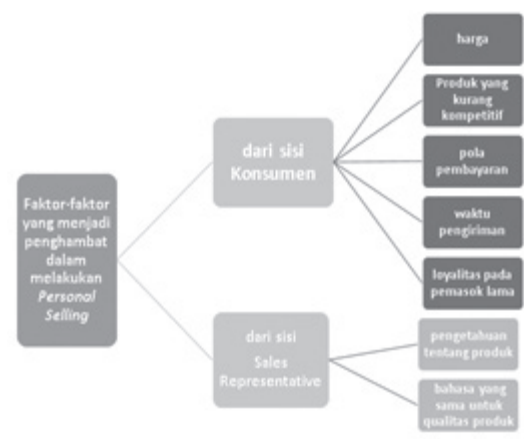 Faktor-faktor
yang menjadi
penghambat
dalam
melakukan
Personal
Selling
dari sisi
Konsumen
harga
Produk yang
kurang
kompetitif
pola
pembayaran
waktu
pengiriman
loyalitas pada
pemasok lama
dari sisi
Sales
Representative
pengetahuan
tentang produk
bahasa yang
sama untuk
qualitas produk